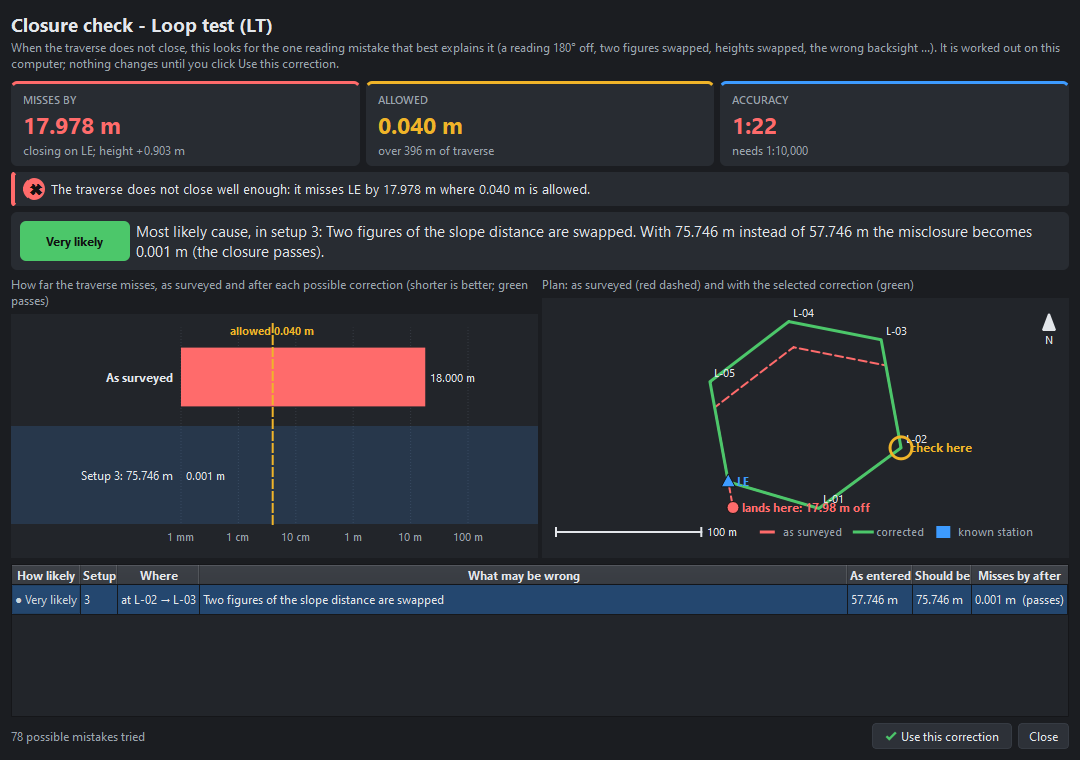 Closure check - Loop test (LT)
When the traverse does not close, this looks for the one reading mistake that best explains it (a reading 180° off, two figures swapped, heights swapped, the wrong backsight ...). It is worked out on this
computer; nothing changes until you click Use this correction.
MISSES BY
17.978 m
closing on LE; height +0.903 m
ALLOWED
0.040 m
over 396 m of traverse
ACCURACY
1:22
needs 1:10,000
The traverse does not close well enough: it misses LE by 17.978 m where 0.040 m is allowed.
Very likely
Most likely cause, in setup 3: Two figures of the slope distance are swapped. With 75.746 m instead of 57.746 m the misclosure becomes
0.001 m (the closure passes).
How far the traverse misses, as surveyed and after each possible correction (shorter is better; green
passes)
allowed 0.040 m
As surveyed
18.000 m
Setup 3: 75.746 m
0.001 m
1 mm
1 cm
10 cm
1 m
10 m
100 m
Plan: as surveyed (red dashed) and with the selected correction (green)
L-04
L-03
N
L-05
L-02
check here
LE
L-01
lands here: 17.98 m off
100 m
as surveyed
corrected
known station
How likely Setup Where What may be wrong As entered Should be Misses by after
● Very likely 3 at L-02 → L-03 Two figures of the slope distance are swapped 57.746 m 75.746 m 0.001 m (passes)
78 possible mistakes tried
Use this correction
Close